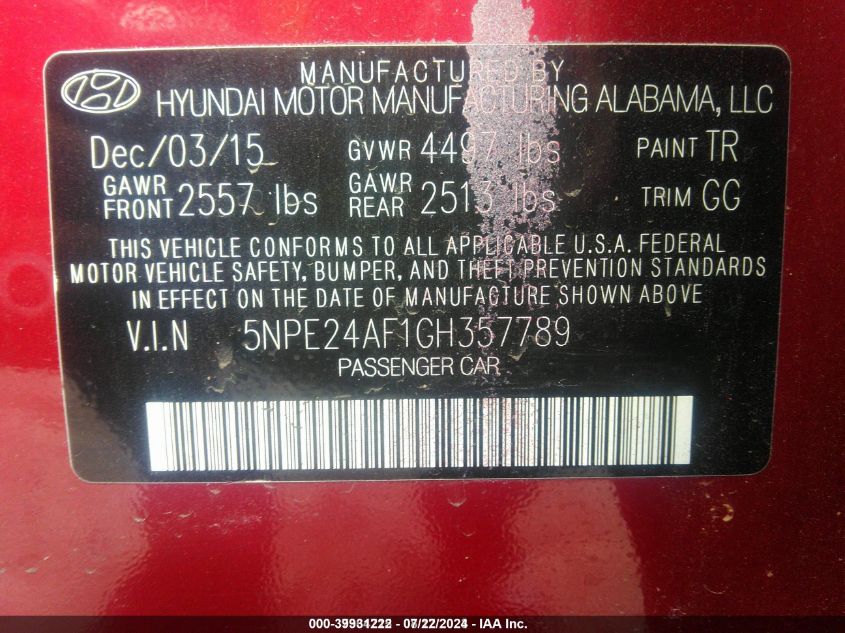 MANUFACTURED BY
HYUNDAI MOTOR MANUFACTURING ALABAMA, LLC
Dec/03/15 GVWR 4497 lbs PAINT TR
GAWR FRONT 2557 lbs GAWR REAR 2513 lbs TRIM GG
THIS VEHICLE CONFORMS TO ALL APPLICABLE U.S.A. FEDERAL
MOTOR VEHICLE SAFETY, BUMPER, AND THEFT PREVENTION STANDARDS
IN EFFECT ON THE DATE OF MANUFACTURE SHOWN ABOVE
V.I.N 5NPE24AF1GH357789
PASSENGER CAR
000-39931222 - 07/22/2024 - IAA Inc.